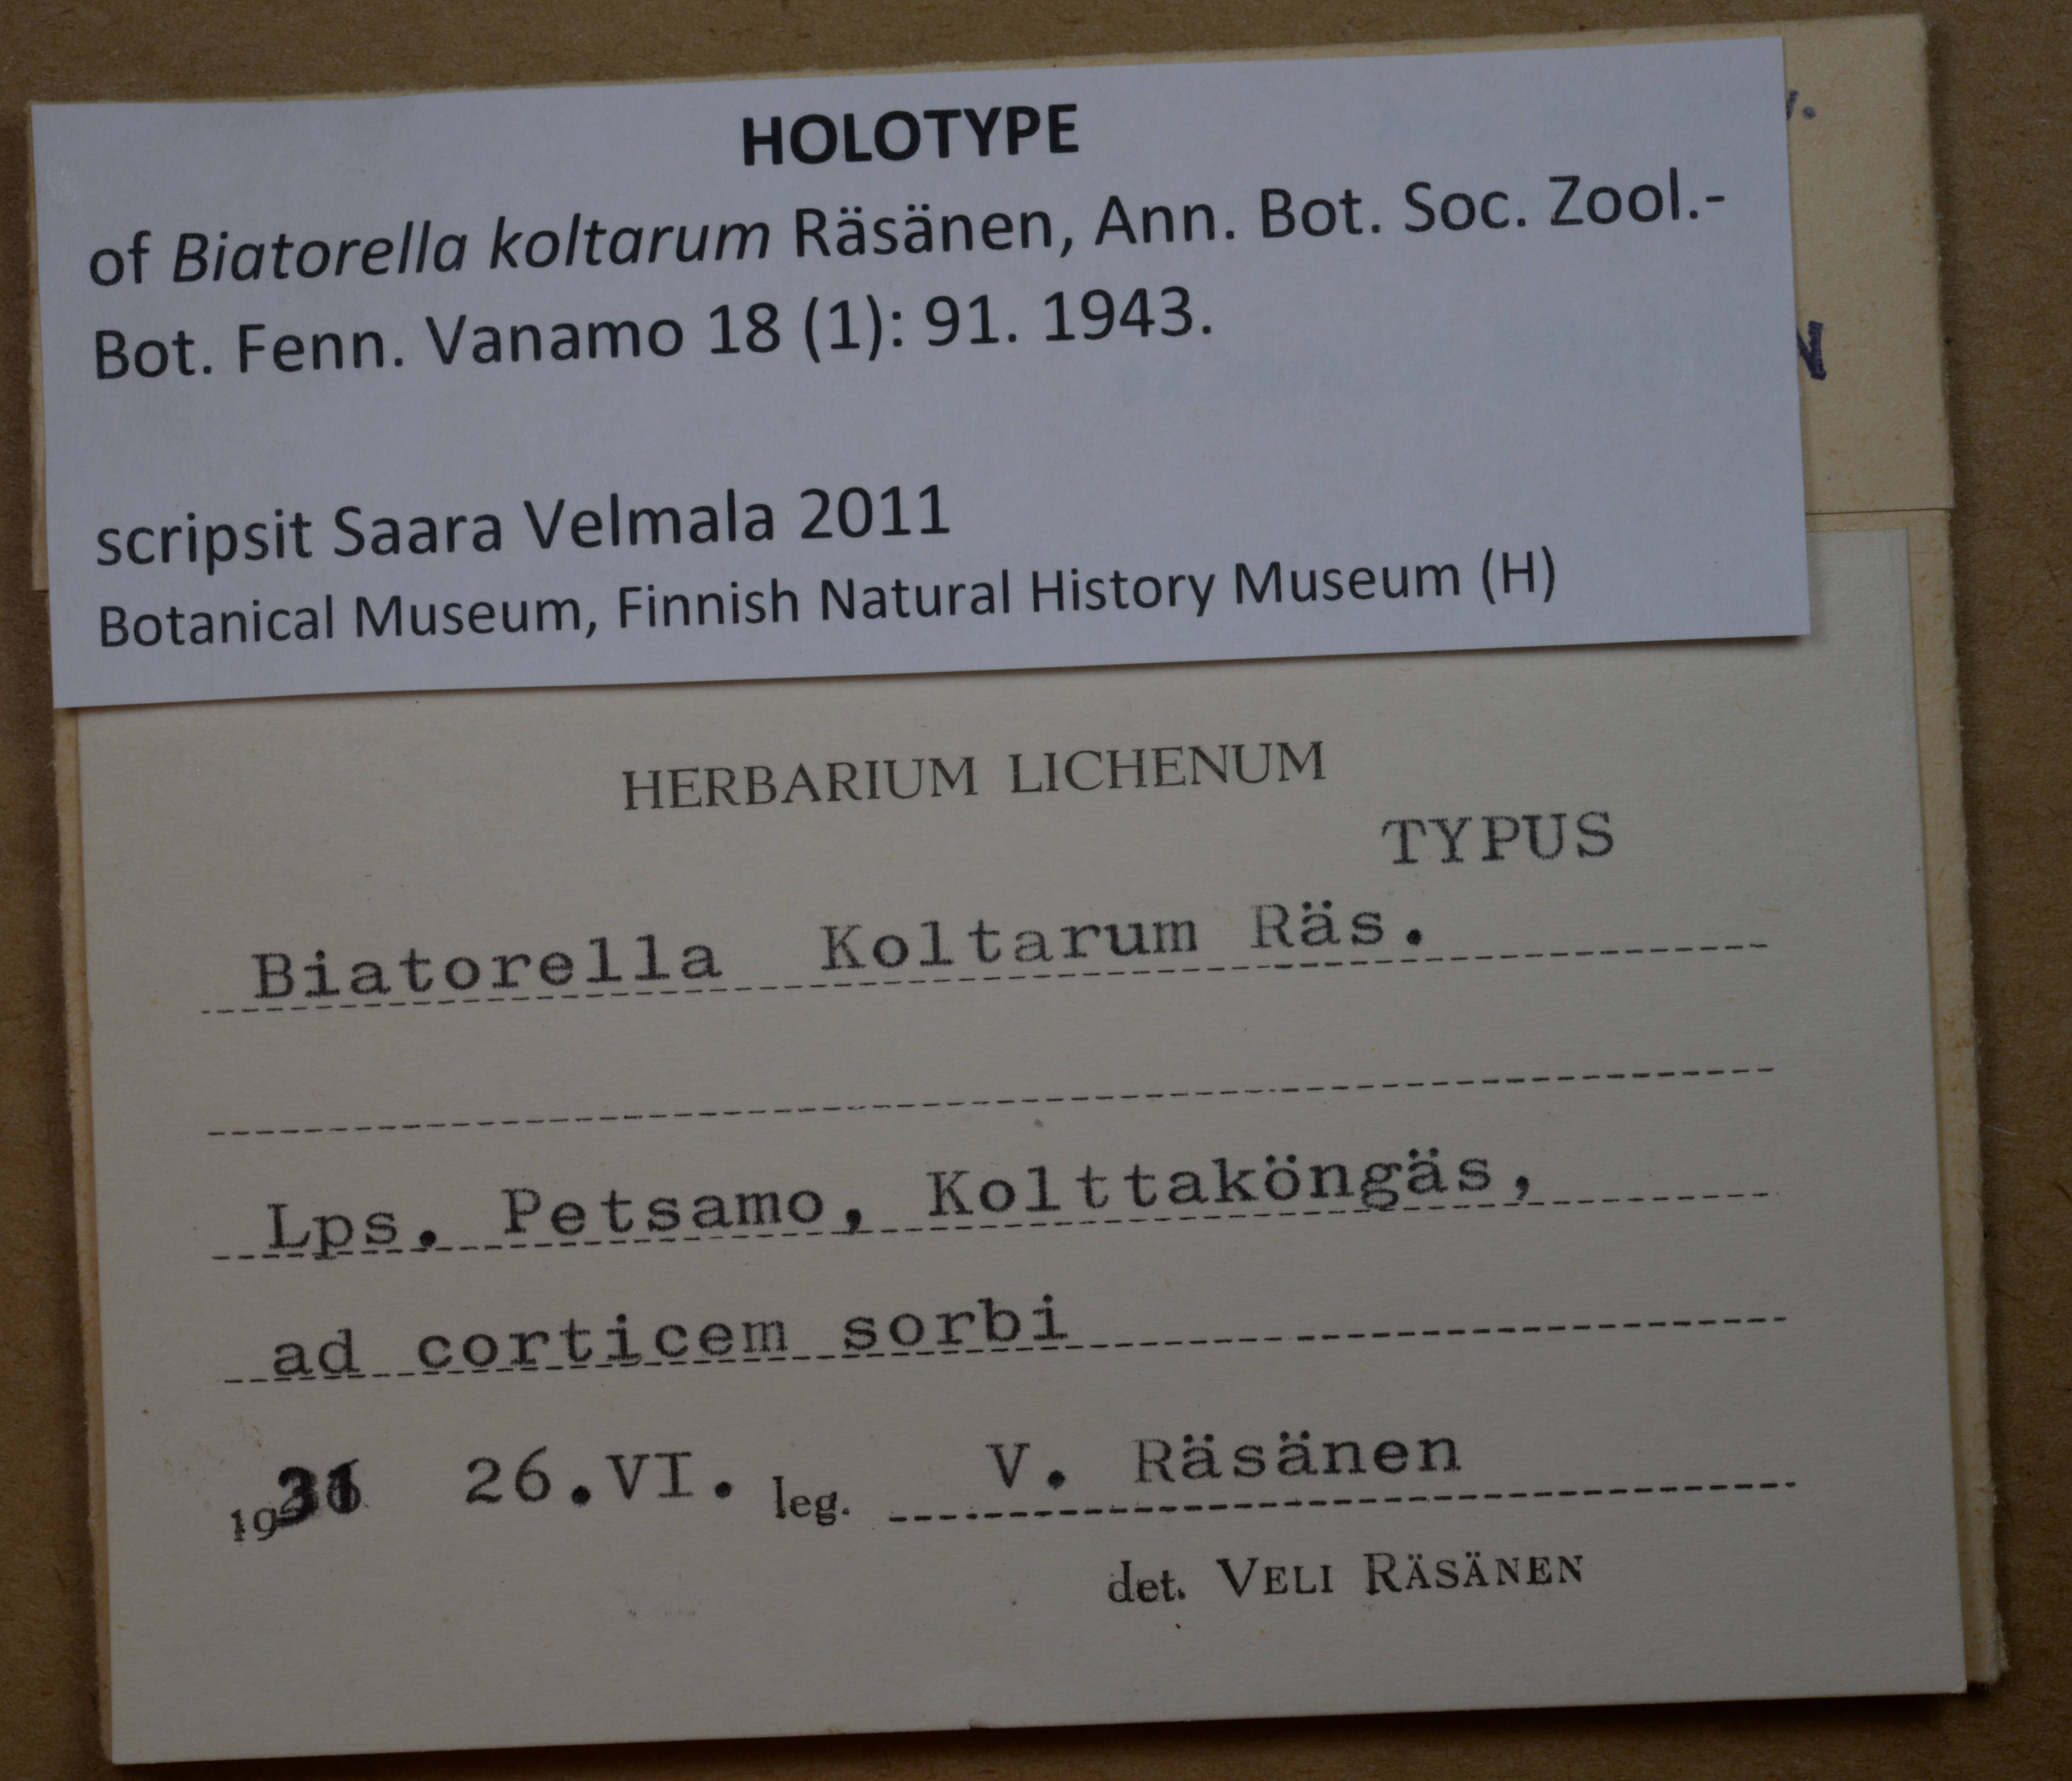 HOLOTYPE
of Biatorella koltarum Räsänen, Ann. Bot. Soc. Zool.-
Bot. Fenn. Vanamo 18 (1): 91. 1943.
scripsit Saara Velmala 2011
Botanical Museum, Finnish Natural History Museum (H)
HERBARIUM LICHENUM
TYPUS
Biatorella Koltarum Räs.
Lps. Petsamo, Kolttaköngäs,
ad corticem sorbi
1931 26.VI. leg. V. Räsänen
det. VELI RÄSÄNEN